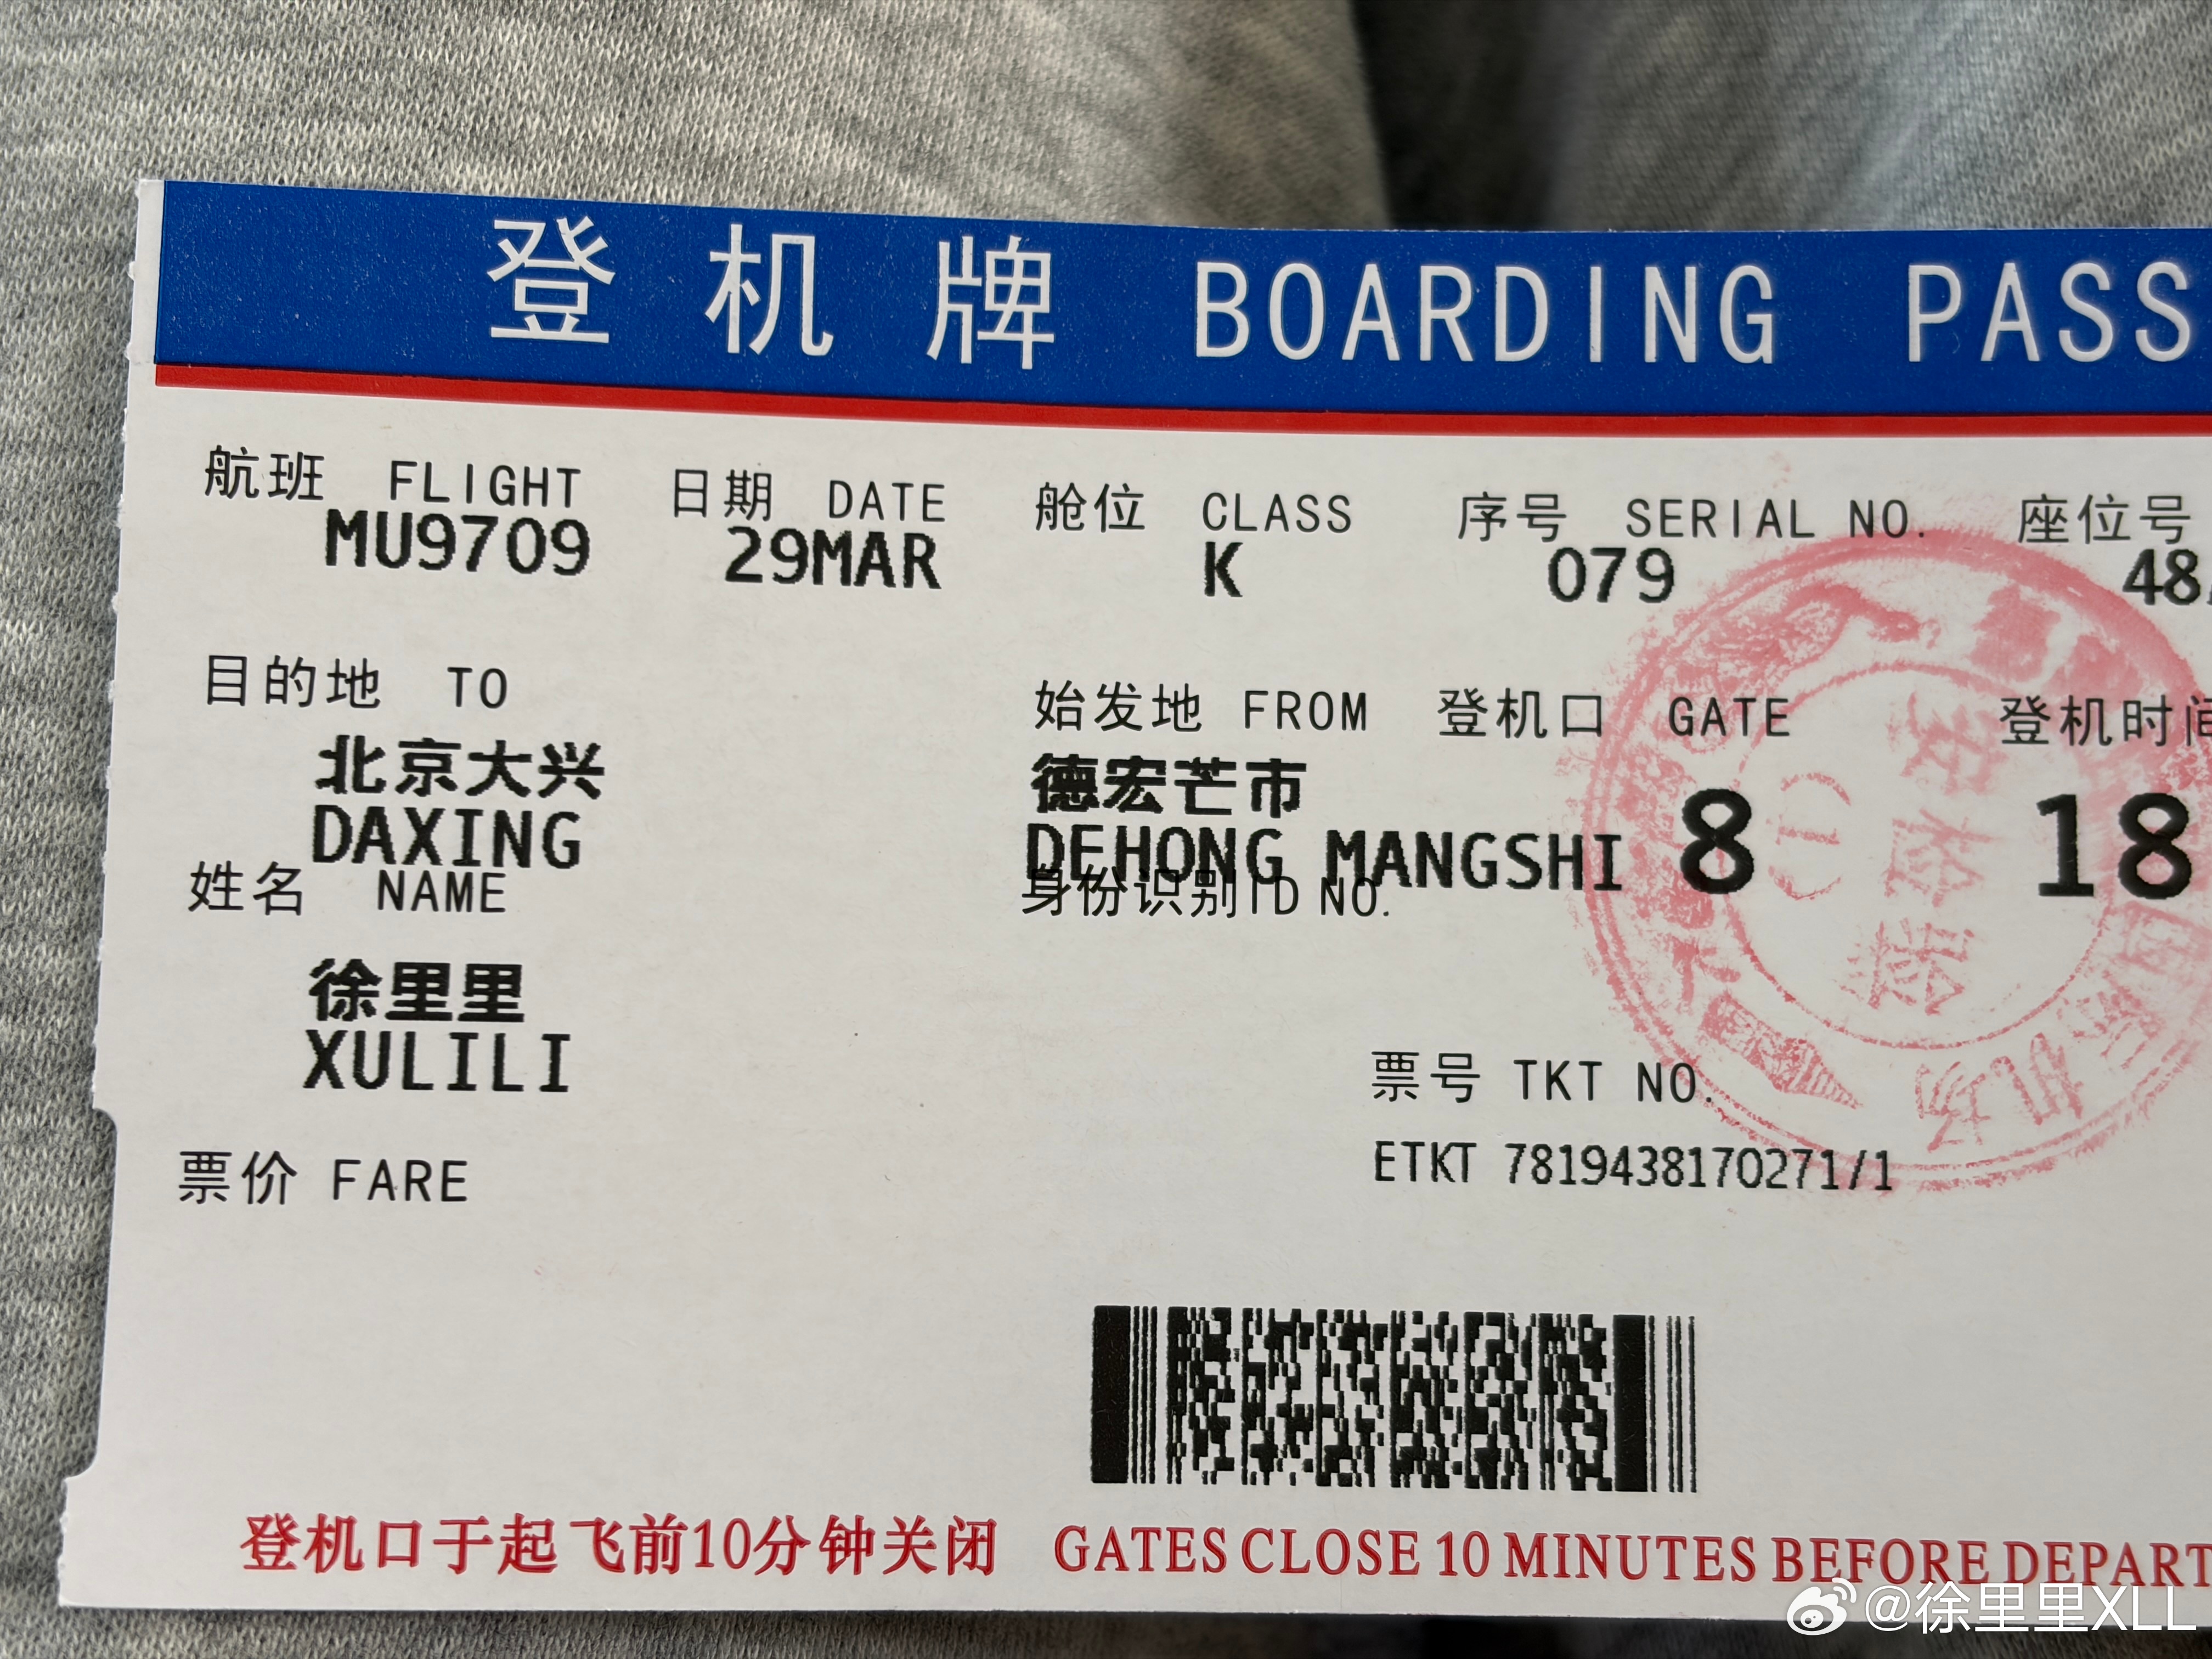 登机牌 BOARDING PASS
航班 FLIGHT 日期 DATE 舱位 CLASS 序号 SERIAL NO. 座位号
MU9709 29MAR K 079 48
目的地 TO 始发地 FROM 登机口 GATE 登机时间
北京大兴 德宏芒市
DAXING DEHONG MANGSHI 8 18
姓名 NAME 身份识别ID NO.
徐里里
XULILI
票号 TKT NO.
票价 FARE ETKT 7819438170271/1
安检
机场
登机口于起飞前10分钟关闭 GATES CLOSE 10 MINUTES BEFORE DEPART
@徐里里XLL